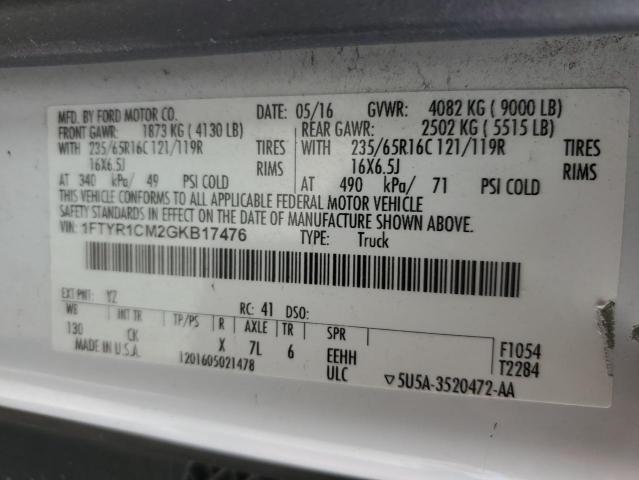 MFD. BY FORD MOTOR CO. DATE: 05/16 GVWR: 4082 KG ( 9000 LB)
FRONT GAWR: 1873 KG ( 4130 LB) REAR GAWR: 2502 KG ( 5515 LB)
WITH 235/65R16C 121/119R TIRES WITH 235/65R16C 121/119R TIRES
16X6.5J RIMS 16X6.5J RIMS
AT 340 kPa/ 49 PSI COLD AT 490 kPa/ 71 PSI COLD
THIS VEHICLE CONFORMS TO ALL APPLICABLE FEDERAL MOTOR VEHICLE
SAFETY STANDARDS IN EFFECT ON THE DATE OF MANUFACTURE SHOWN ABOVE.
VIN: 1FTYR1CM2GKB17476 TYPE: Truck
EXT PNT: YZ RC: 41 DSO:
WB INT TR TP/PS R AXLE TR SPR
130 CK X 7L 6 EEHH F1054
MADE IN U.S.A. 1201605021478 ULC ▽5U5A-3520472-AA T2284